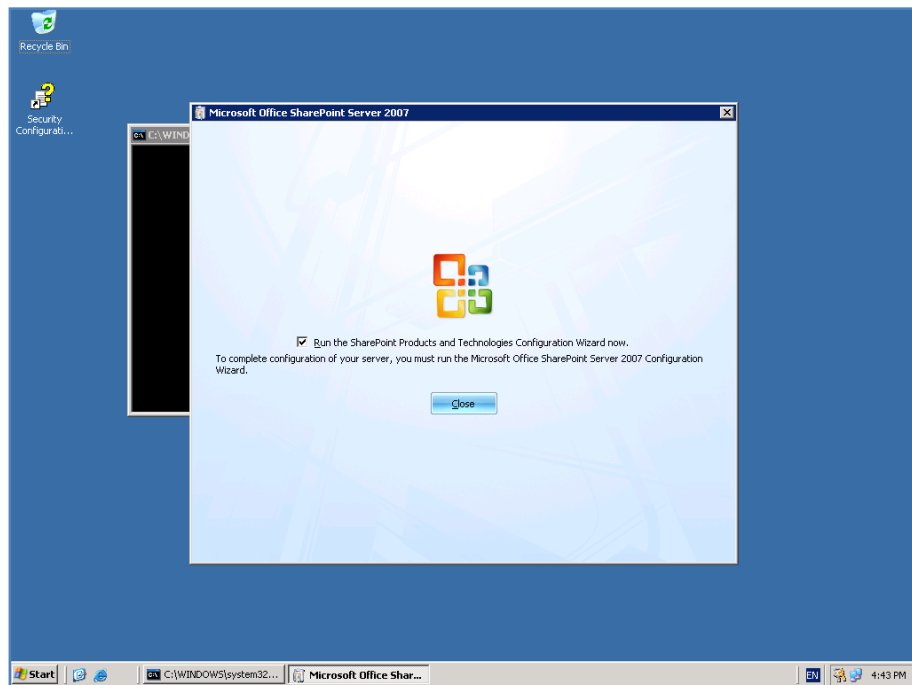 Recycle Bin
Security
Configurati...
C:\WIND
Microsoft Office SharePoint Server 2007
Run the SharePoint Products and Technologies Configuration Wizard now.
To complete configuration of your server, you must run the Microsoft Office SharePoint Server 2007 Configuration
Wizard.
Close
Start
C:\WINDOWS\system32...
Microsoft Office Shar...
EN
4:43 PM